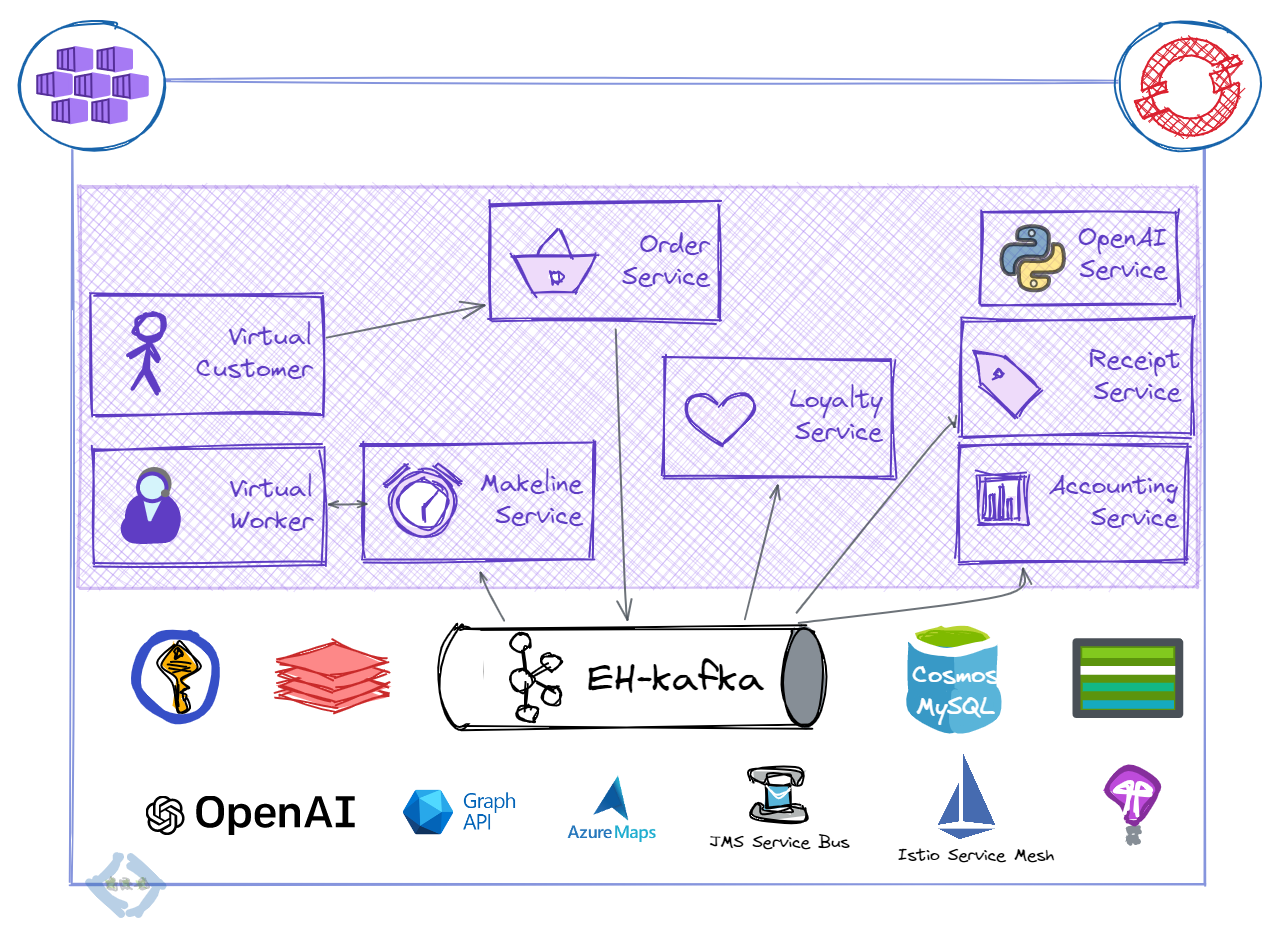 Order
Service
OpenAI
Service
Virtual
Customer
Receipt
Service
Loyalty
Service
Virtual
Worker
Makeline
Service
Accounting
Service
EH-kafka
Cosmos
MySQL
OpenAI
Graph
API
Azure Maps
JMS Service Bus
Istio Service Mesh